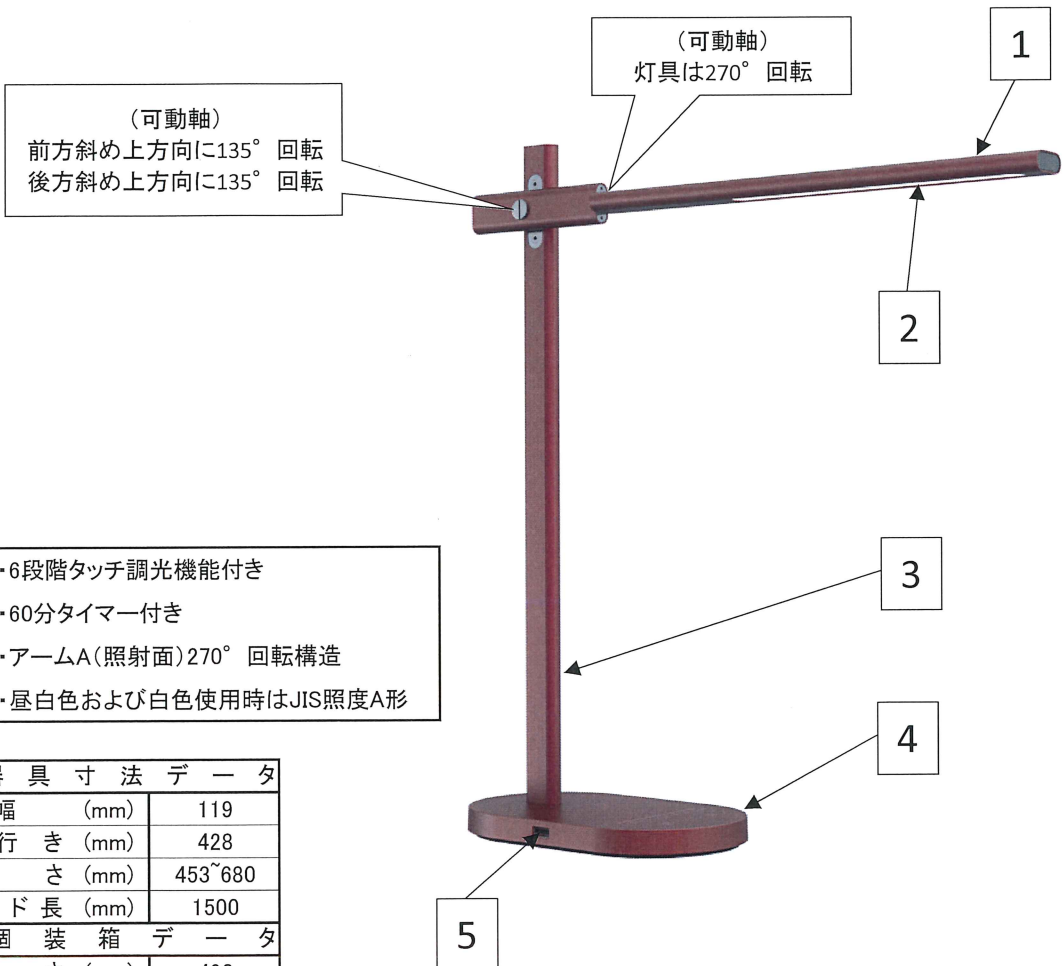 (可動軸)
灯具は270° 回転
1
(可動軸)
前方斜め上方向に135° 回転
後方斜め上方向に135° 回転
2
3
・6段階タッチ調光機能付き
・60分タイマー付き
・アームA(照射面)270° 回転構造
・昼白色および白色使用時はJIS照度A形
4
具 寸 法 デ ー タ
幅 (mm) 119
行 き (mm) 428
さ (mm) 453~680
ド 長 (mm) 1500
装 箱 デ ー タ
5